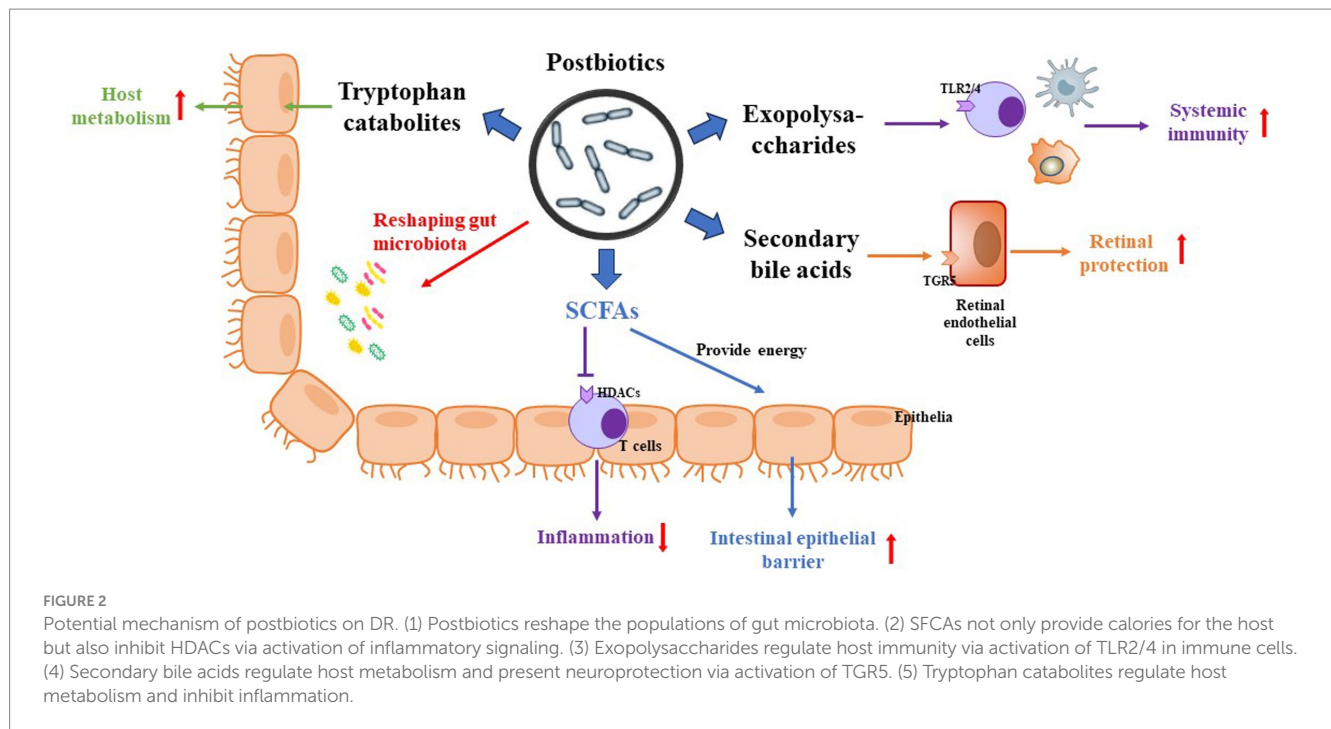 Postbiotics
Host
metabolism
Tryptophan
catabolites
Exopolysa-
ccharides
TLR2/4
Systemic
immunity
Reshaping gut
microbiota
Secondary
bile acids
TGR5
Retinal
endothelial
cells
Retinal
protection
SCFAs
Provide energy
HDACs
T cells
Epithelia
Inflammation
Intestinal epithelial
barrier
FIGURE 2
Potential mechanism of postbiotics on DR. (1) Postbiotics reshape the populations of gut microbiota. (2) SFCAs not only provide calories for the host
but also inhibit HDACs via activation of inflammatory signaling. (3) Exopolysaccharides regulate host immunity via activation of TLR2/4 in immune cells.
(4) Secondary bile acids regulate host metabolism and present neuroprotection via activation of TGR5. (5) Tryptophan catabolites regulate host
metabolism and inhibit inflammation.